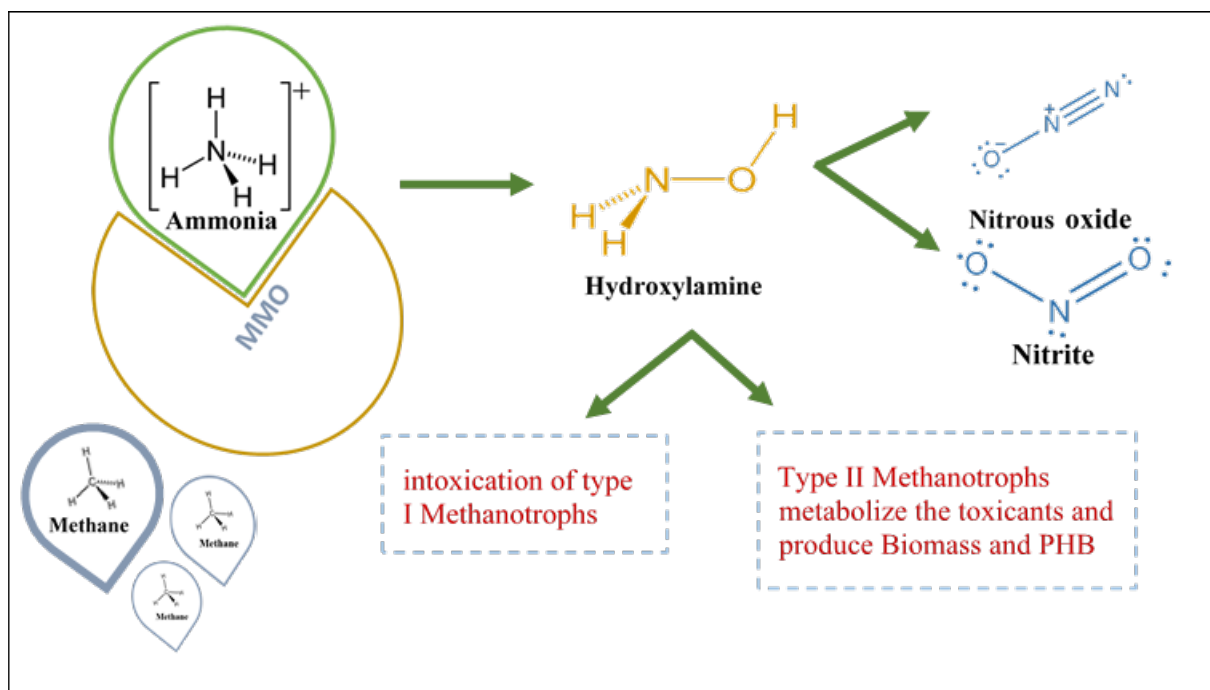 H
+
N
H
H
H
Ammonia
MMO
H
C
H
H
H
Methane
H
C
H
H
H
Methane
H
C
H
H
H
Methane
H
N
O
H
H
Hydroxylamine
N
N
+
O
−
Nitrous oxide
O
O
N
Nitrite
intoxication of type
I Methanotrophs
Type II Methanotrophs
metabolize the toxicants and
produce Biomass and PHB